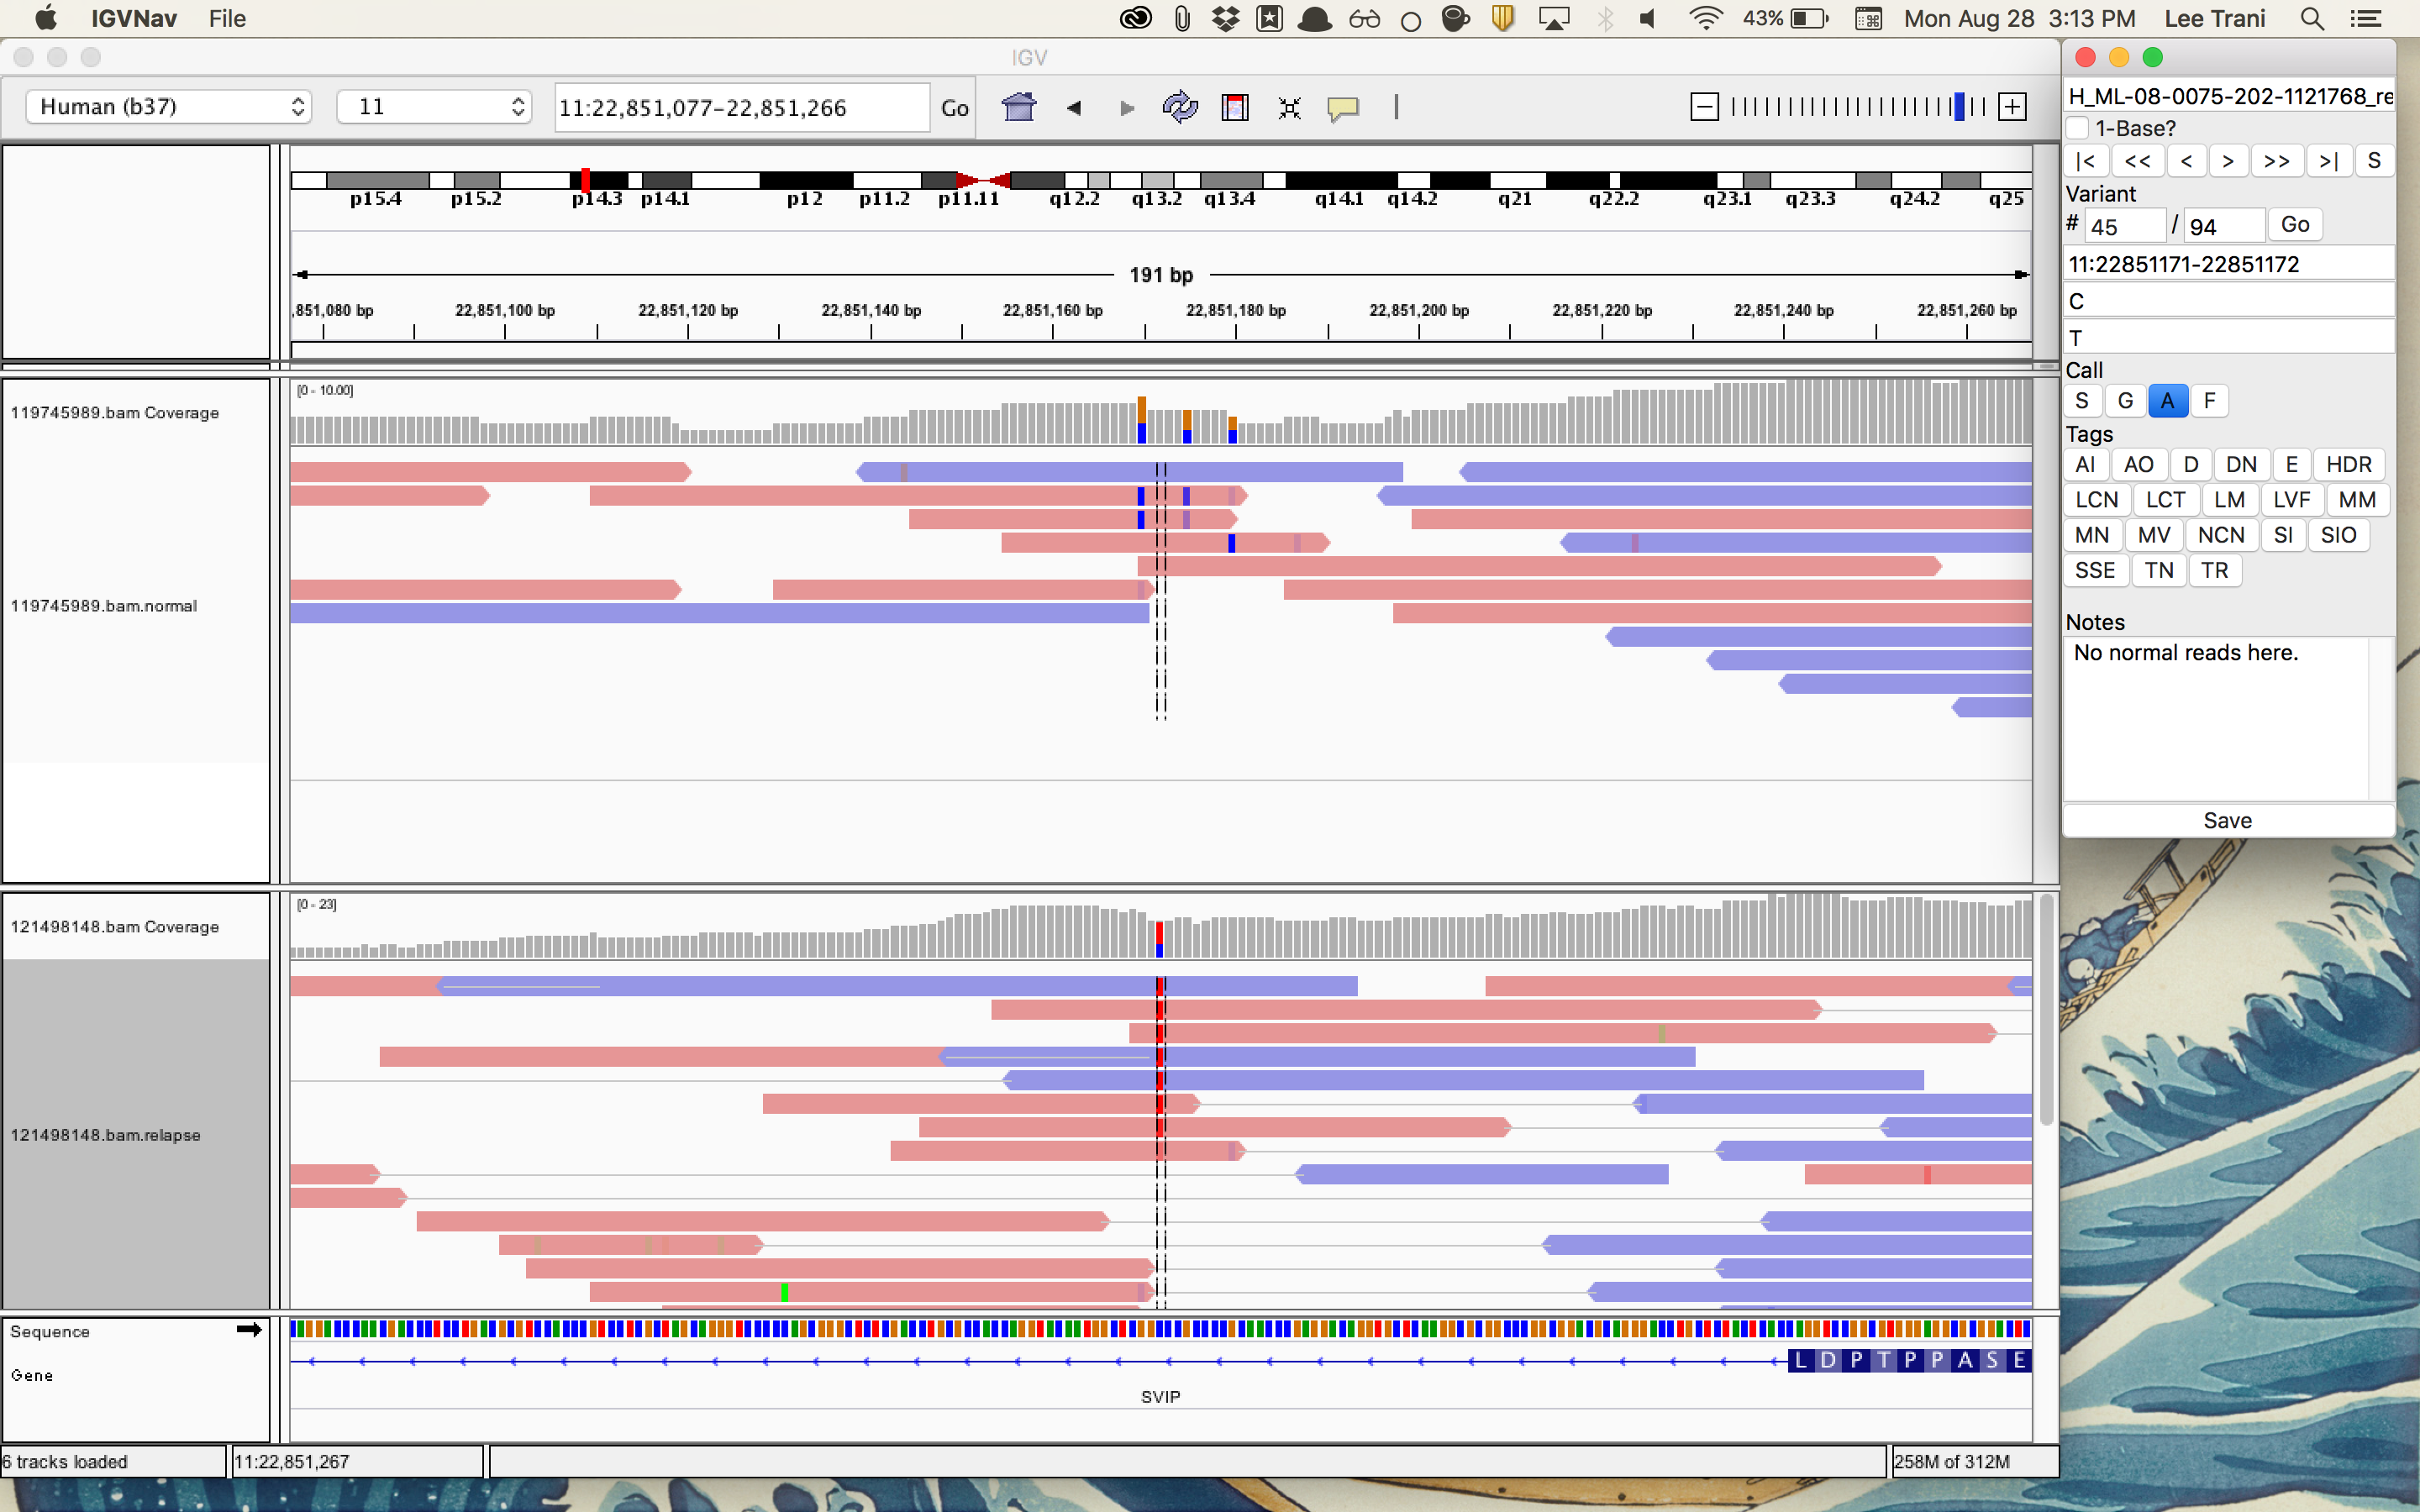 IGVNav File 43% Mon Aug 28 3:13 PM Lee Trani
IGV
Human (b37) 11 11:22,851,077-22,851,266 Go
p15.4 p15.2 p14.3 p14.1 p12 p11.2 p11.11 q12.2 q13.2 q13.4 q14.1 q14.2 q21 q22.2 q23.1 q23.3 q24.2 q25
191 bp
,851,080 bp 22,851,100 bp 22,851,120 bp 22,851,140 bp 22,851,160 bp 22,851,180 bp 22,851,200 bp 22,851,220 bp 22,851,240 bp 22,851,260 bp
[0 - 10.00]
119745989.bam Coverage
119745989.bam.normal
[0 - 23]
121498148.bam Coverage
121498148.bam.relapse
Sequence
Gene
L D P T P P A S E
SVIP
6 tracks loaded 11:22,851,267 258M of 312M
H_ML-08-0075-202-1121768_re
1-Base?
|< << < > >> >| S
Variant
# 45 / 94 Go
11:22851171-22851172
C
T
Call
S G A F
Tags
AI AO D DN E HDR
LCN LCT LM LVF MM
MN MV NCN SI SIO
SSE TN TR
Notes
No normal reads here.
Save